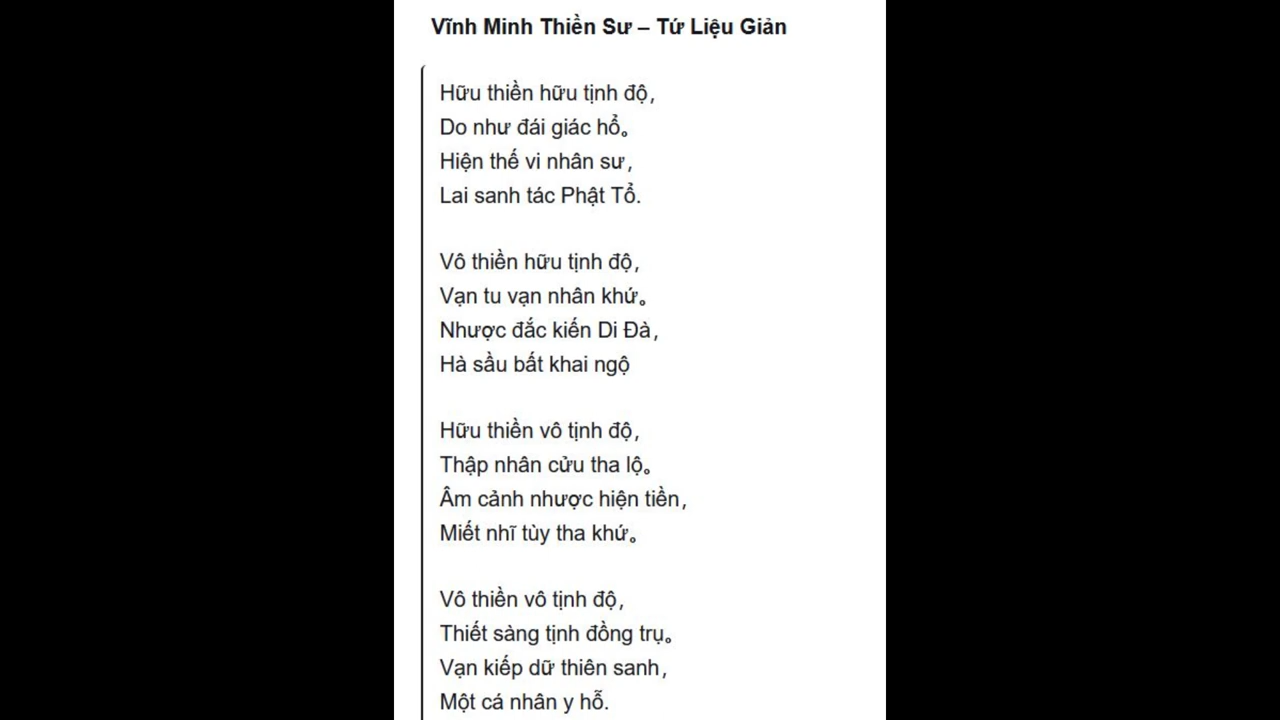 Vĩnh Minh Thiền Sư – Tứ Liệu Giản
Hữu thiền hữu tịnh độ,
Do như đái giác hổ。
Hiện thế vi nhân sư,
Lai sanh tác Phật Tổ.
Vô thiền hữu tịnh độ,
Vạn tu vạn nhân khứ。
Nhược đắc kiến Di Đà,
Hà sầu bất khai ngộ
Hữu thiền vô tịnh độ,
Thập nhân cửu tha lộ。
Âm cảnh nhược hiện tiền,
Miết nhĩ tùy tha khứ。
Vô thiền vô tịnh độ,
Thiết sàng tịnh đồng trụ。
Vạn kiếp dữ thiên sanh,
Một cá nhân y hỗ.